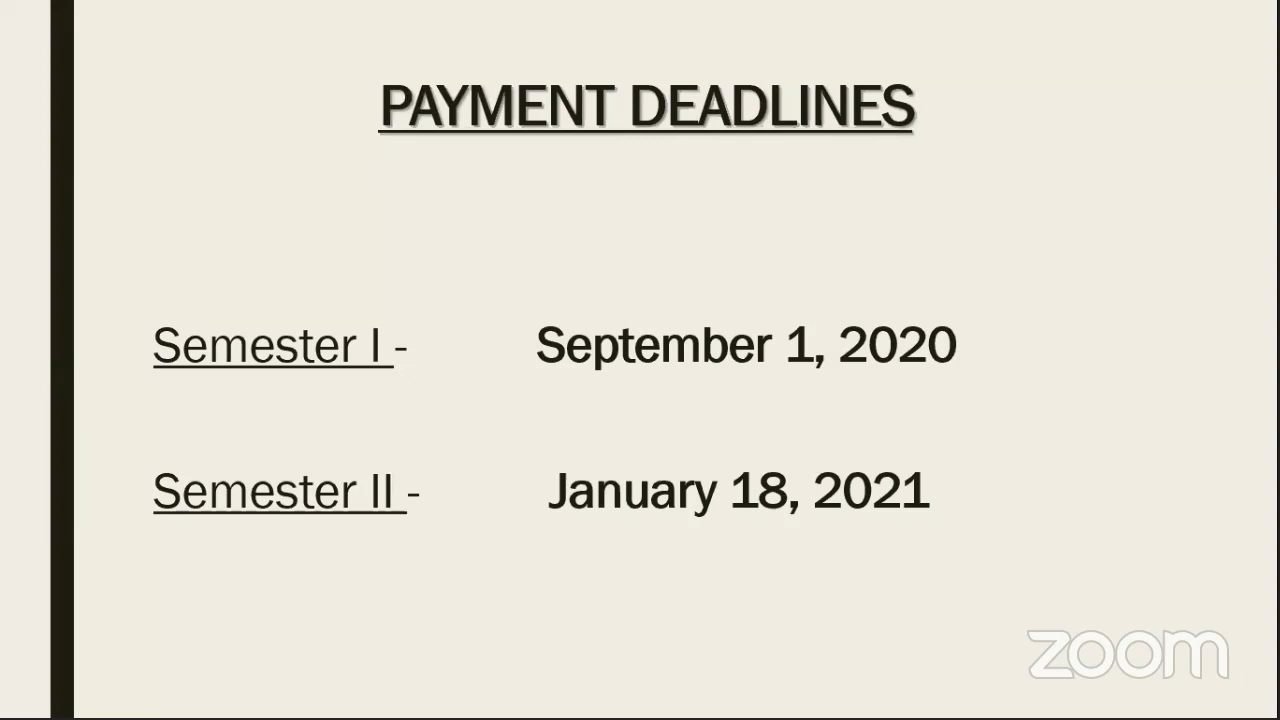 PAYMENT DEADLINES
Semester I - September 1, 2020
Semester II - January 18, 2021
zoom